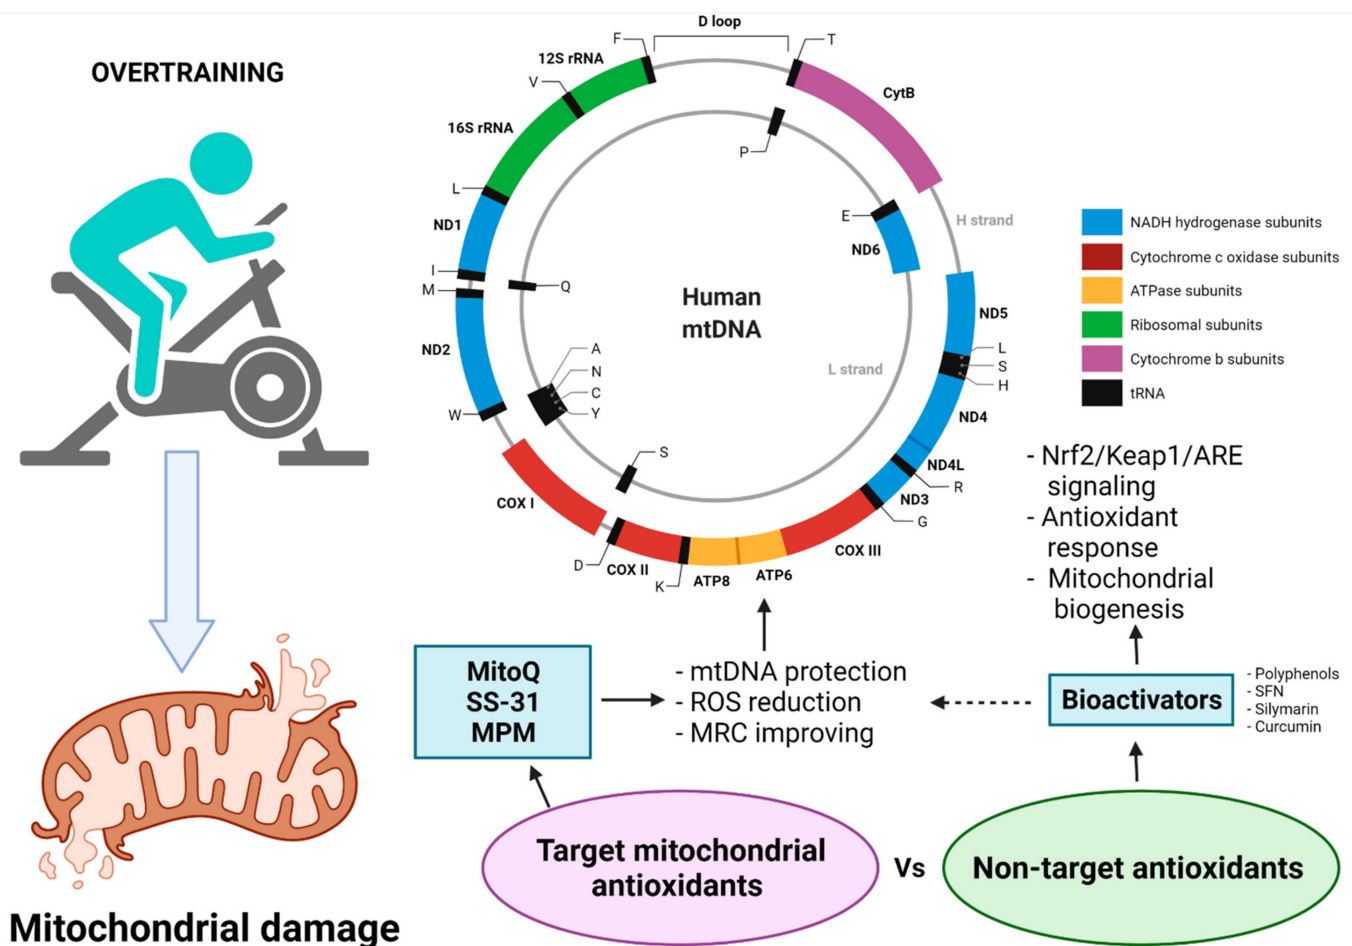 OVERTRAINING
D loop
F
T
12S rRNA
V
CytB
16S rRNA
P
L
E
ND1
H strand
ND6
I
M
Q
Human
mtDNA
ND5
ND2
A
L
S
N
L strand
H
C
W
Y
ND4
S
ND4L
COX I
R
ND3
G
COX III
D
COX II
K
ATP8
ATP6
NADH hydrogenase subunits
Cytochrome c oxidase subunits
ATPase subunits
Ribosomal subunits
Cytochrome b subunits
tRNA
- Nrf2/Keap1/ARE
signaling
- Antioxidant
response
- Mitochondrial
biogenesis
MitoQ
SS-31
MPM
- mtDNA protection
- ROS reduction
- MRC improving
Bioactivators
- Polyphenols
- SFN
- Silymarin
- Curcumin
Target mitochondrial
antioxidants
Vs
Non-target antioxidants
Mitochondrial damage